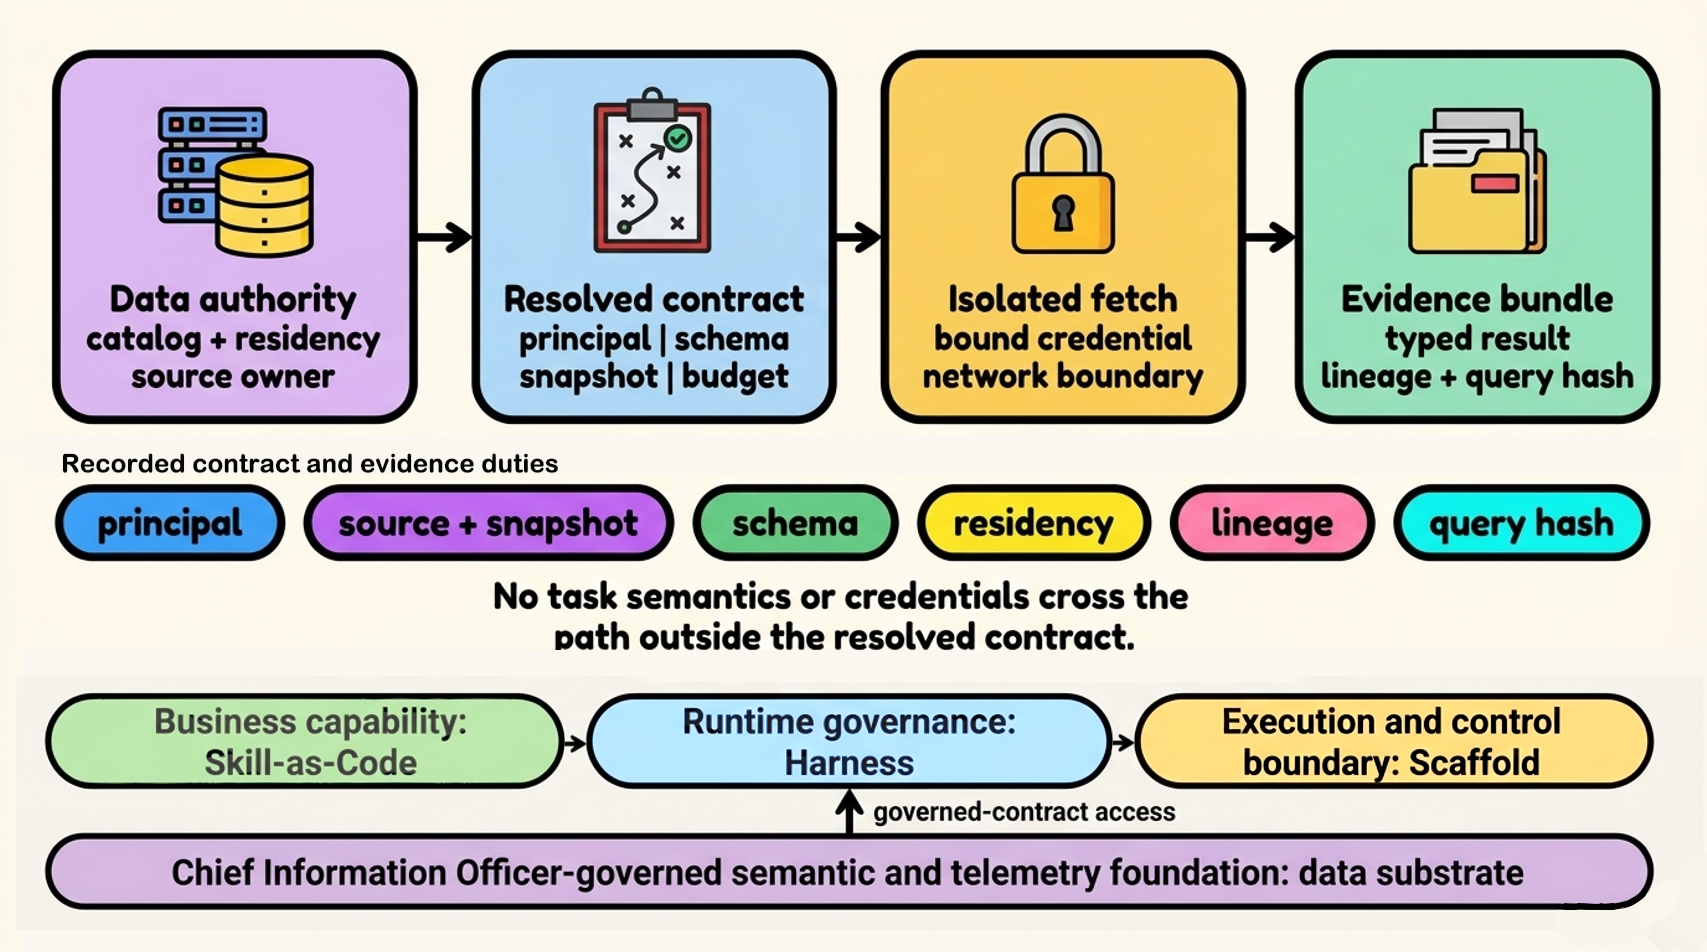 Data authority
catalog + residency
source owner
Resolved contract
principal | schema
snapshot | budget
Isolated fetch
bound credential
network boundary
Evidence bundle
typed result
lineage + query hash
Recorded contract and evidence duties
principal
source + snapshot
schema
residency
lineage
query hash
No task semantics or credentials cross the
path outside the resolved contract.
Business capability:
Skill-as-Code
Runtime governance:
Harness
Execution and control
boundary: Scaffold
governed-contract access
Chief Information Officer-governed semantic and telemetry foundation: data substrate